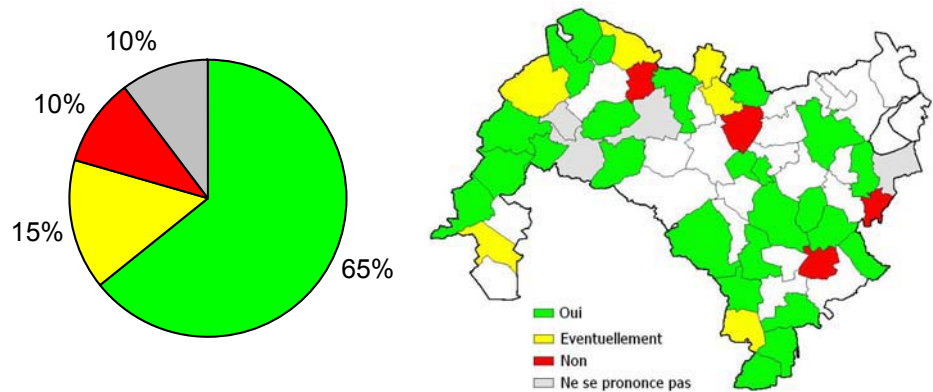 10%
10%
15%
65%
Oui
Eventuellement
Non
Ne se prononce pas